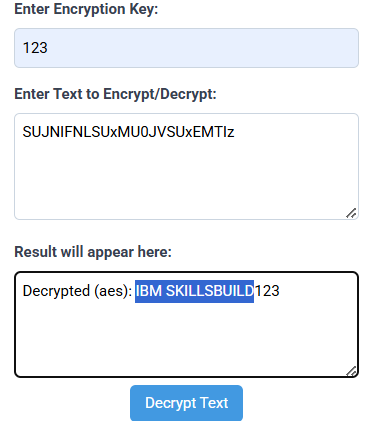 Enter Encryption Key:
123
Enter Text to Encrypt/Decrypt:
SUJNIFNLSUxMU0JVSUxEMTIz
Result will appear here:
Decrypted (aes): IBM SKILLSBUILD123
Decrypt Text